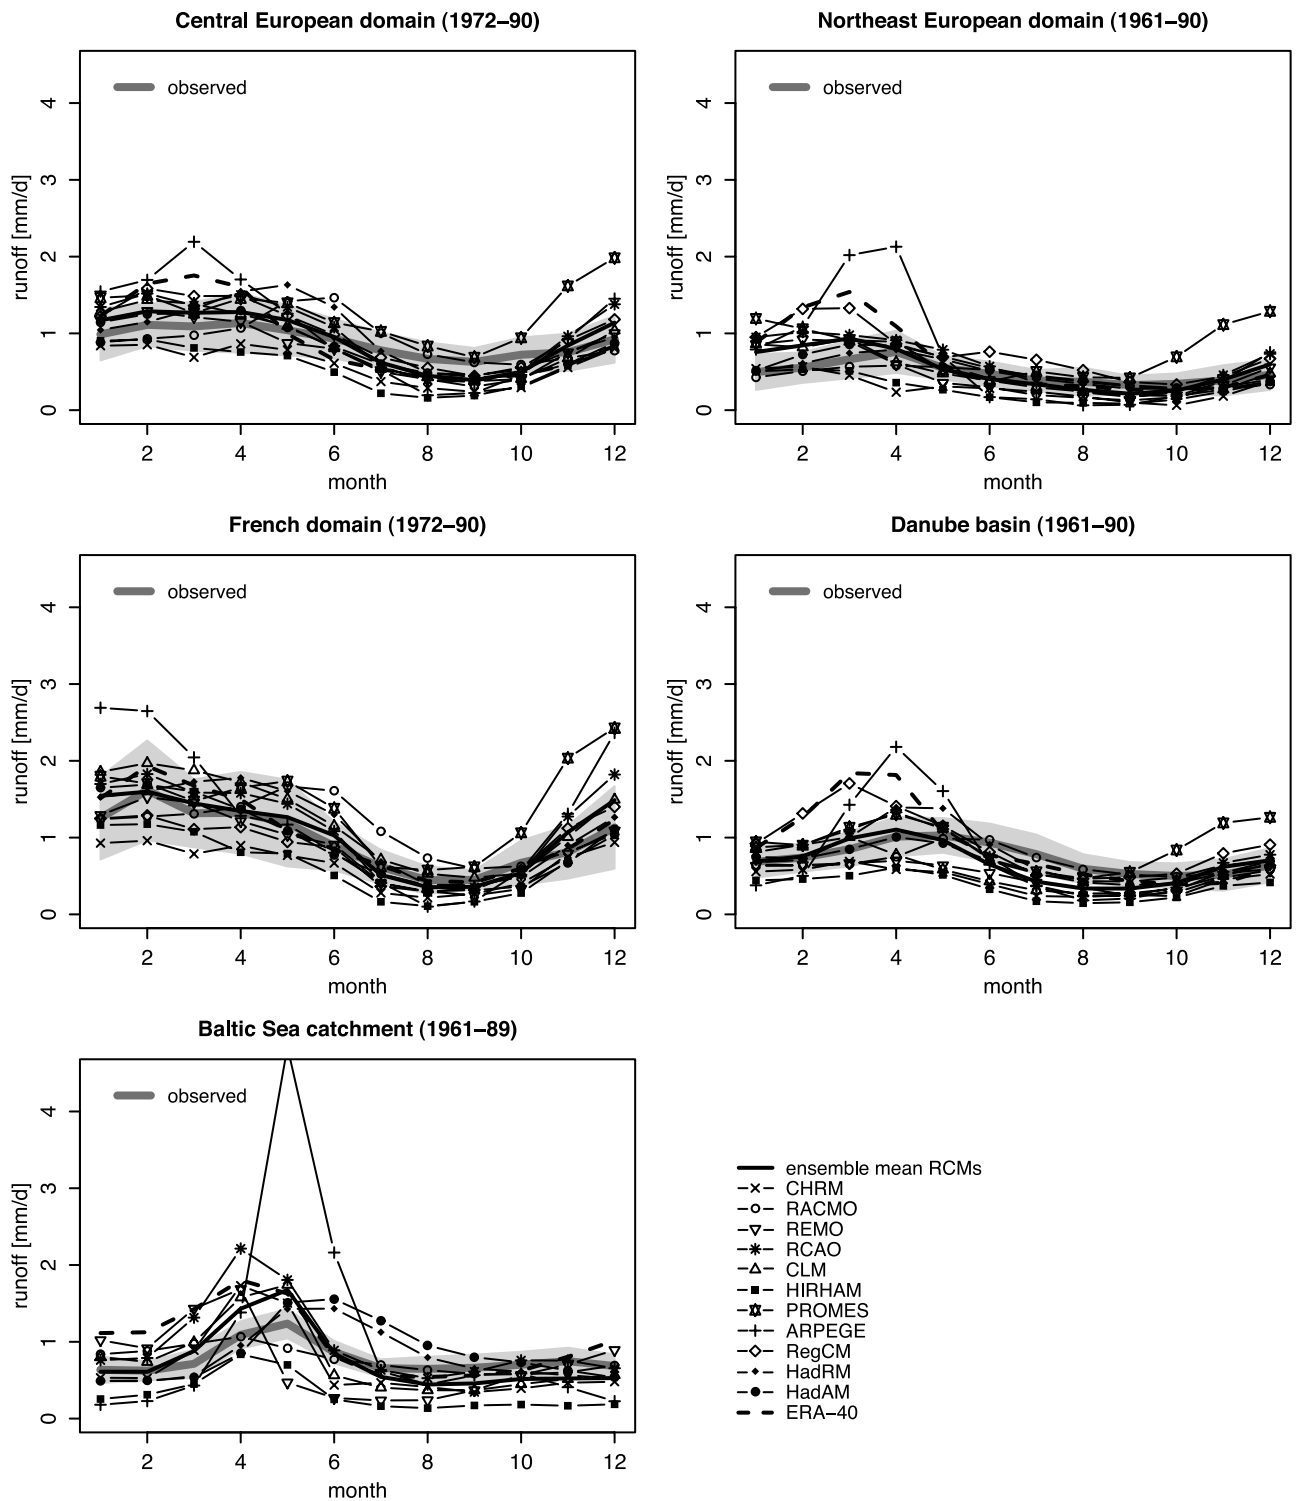 Central European domain (1972–90)
observed
runoff [mm/d]
0 1 2 3 4
2 4 6 8 10 12
month
Northeast European domain (1961–90)
observed
runoff [mm/d]
0 1 2 3 4
2 4 6 8 10 12
month
French domain (1972–90)
observed
runoff [mm/d]
0 1 2 3 4
2 4 6 8 10 12
month
Danube basin (1961–90)
observed
runoff [mm/d]
0 1 2 3 4
2 4 6 8 10 12
month
Baltic Sea catchment (1961–89)
observed
runoff [mm/d]
0 1 2 3 4
2 4 6 8 10 12
month
ensemble mean RCMs
CHRM
RACMO
REMO
RCAO
CLM
HIRHAM
PROMES
ARPEGE
RegCM
HadRM
HadAM
ERA–40